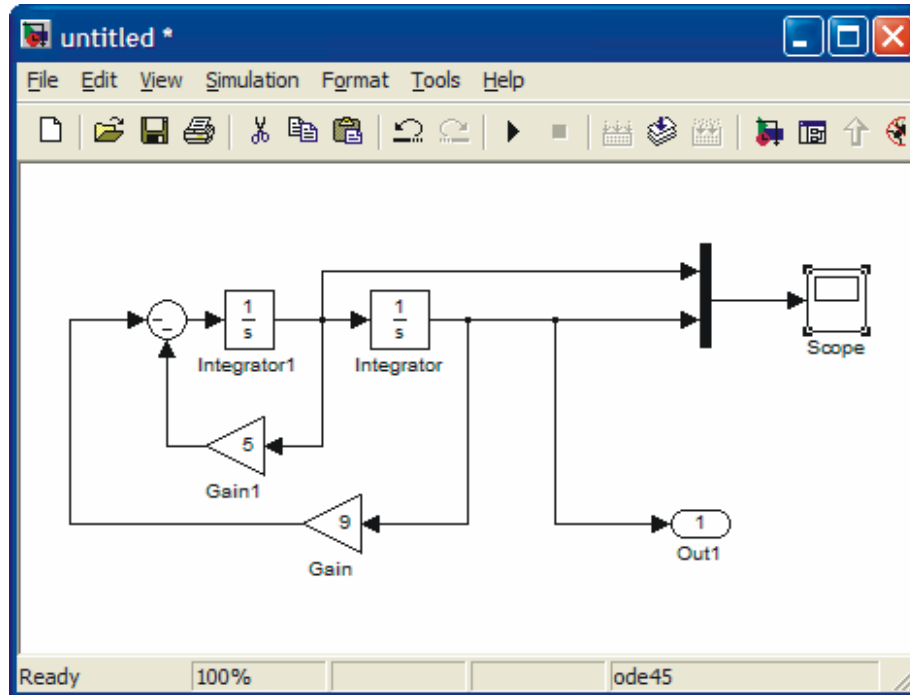 untitled *
File Edit View Simulation Format Tools Help
1
s
Integrator1
1
s
Integrator
Scope
5
Gain1
9
Gain
1
Out1
Ready 100% ode45